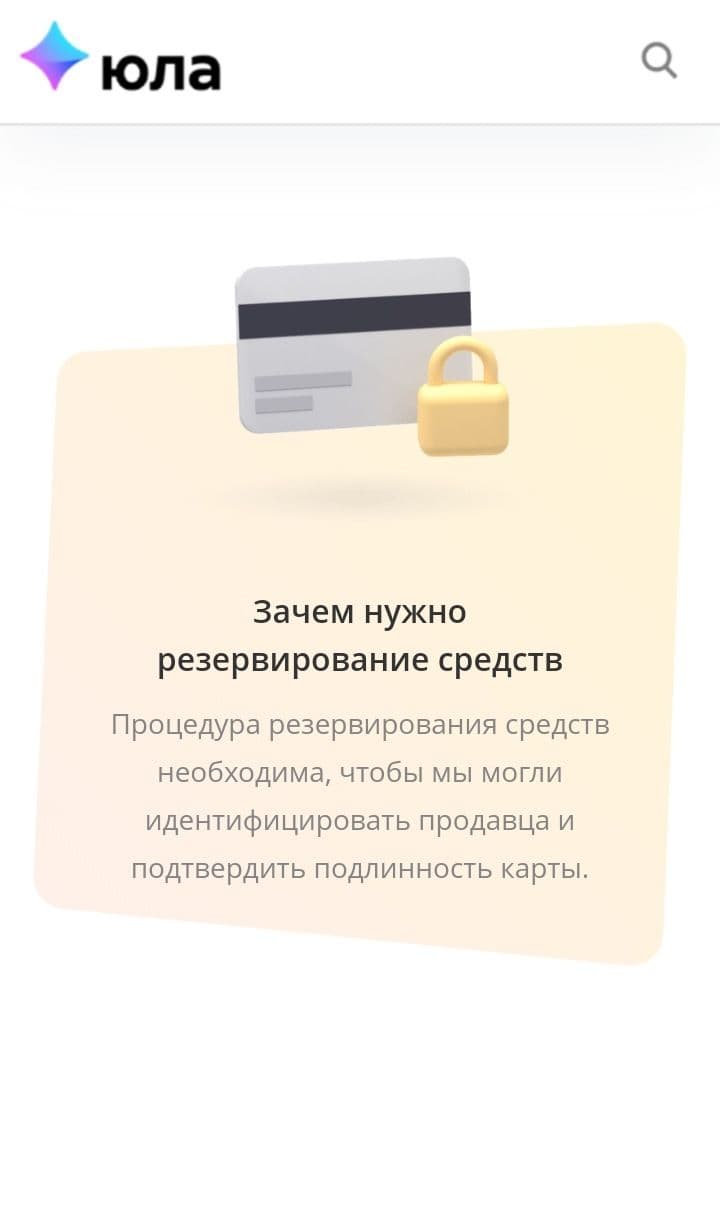 юла
Зачем нужно
резервирование средств
Процедура резервирования средств
необходима, чтобы мы могли
идентифицировать продавца и
подтвердить подлинность карты.